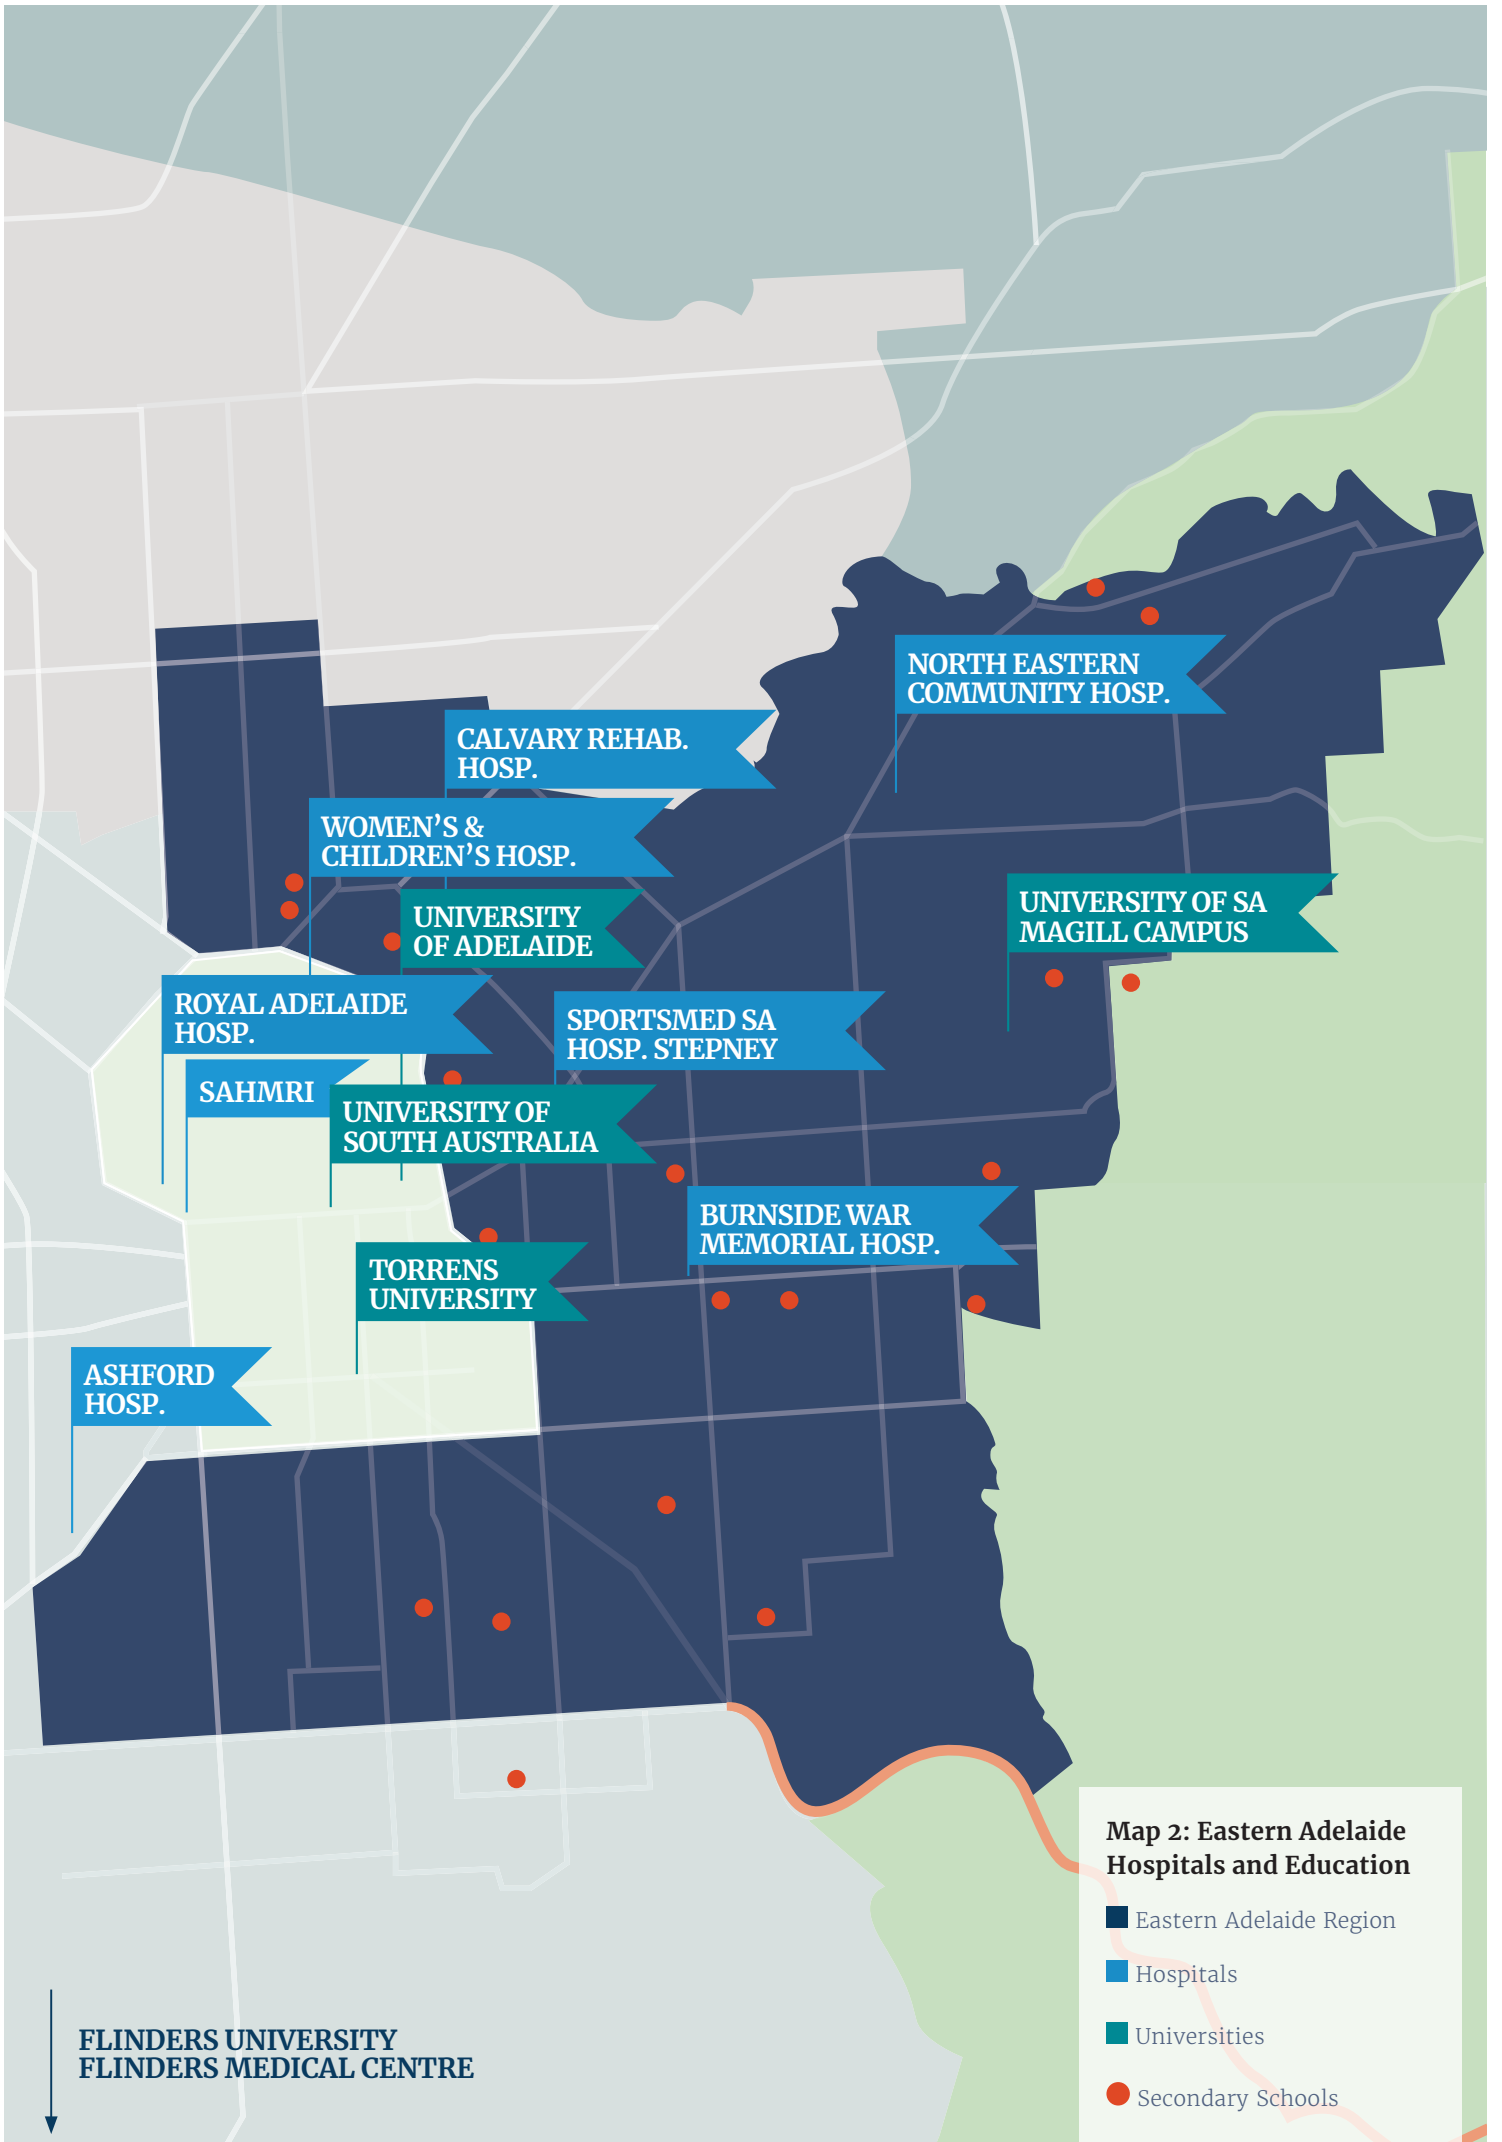 NORTH EASTERN
COMMUNITY HOSP.
CALVARY REHAB.
HOSP.
WOMEN’S &
CHILDREN’S HOSP.
UNIVERSITY
OF ADELAIDE
UNIVERSITY OF SA
MAGILL CAMPUS
ROYAL ADELAIDE
HOSP.
SPORTSMED SA
HOSP. STEPNEY
SAHMRI
UNIVERSITY OF
SOUTH AUSTRALIA
BURNSIDE WAR
MEMORIAL HOSP.
TORRENS
UNIVERSITY
ASHFORD
HOSP.
FLINDERS UNIVERSITY
FLINDERS MEDICAL CENTRE
Map 2: Eastern Adelaide
Hospitals and Education
Eastern Adelaide Region
Hospitals
Universities
Secondary Schools